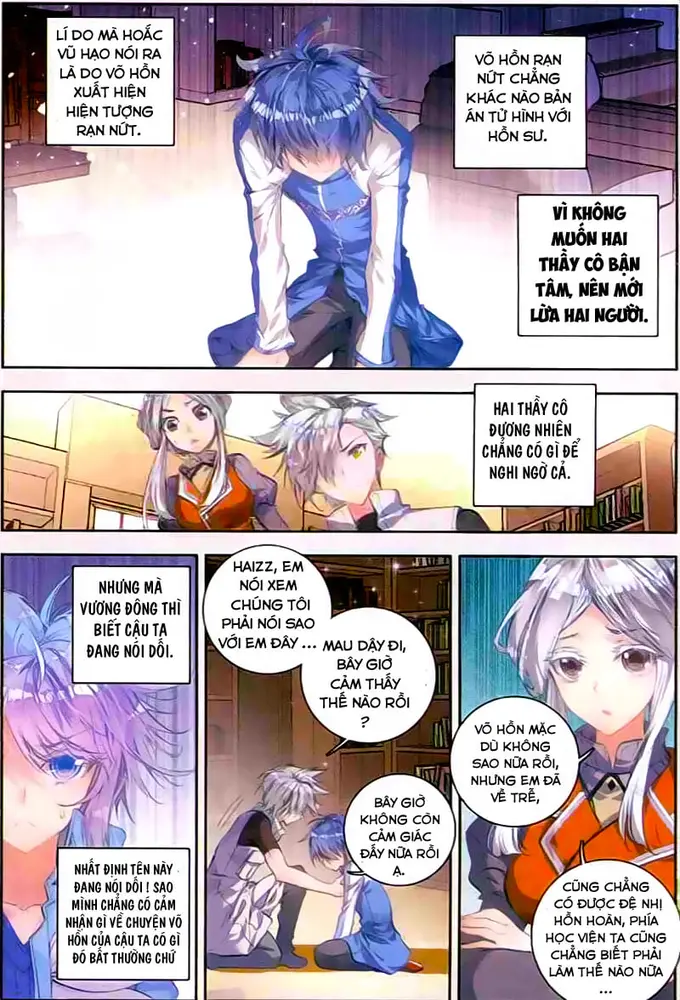 LÍ DO MÀ HOẮC
VŨ HẠO NÓI RA
LÀ DO VÕ HỒN
XUẤT HIỆN
HIỆN TƯỢNG
RẠN NỨT.
VÕ HỒN RẠN
NỨT CHẲNG
KHÁC NÀO BẢN
ÁN TỬ HÌNH VỚI
HỒN SƯ.
VÌ KHÔNG
MUỐN HAI
THẦY CÔ BẬN
TÂM, NÊN MỚI
LỪA HAI NGƯỜI.
HAI THẦY CÔ
ĐƯƠNG NHIÊN
CHẲNG CÓ GÌ ĐỂ
NGHI NGỜ CẢ.
NHƯNG MÀ
VƯƠNG ĐÔNG THÌ
BIẾT CẬU TA
ĐANG NÓI DỐI.
NHẤT ĐỊNH TÊN NÀY
ĐANG NÓI DỐI ! SAO
MÌNH CHẲNG CÓ CẢM
NHẬN GÌ VỀ CHUYỆN VÕ
HỒN CỦA CẬU TA CÓ GÌ
ĐÓ BẤT THƯỜNG CHỨ
HAIZZ, EM
NÓI XEM
CHÚNG TÔI
PHẢI NÓI SAO
VỚI EM ĐÂY ...
MAU DẬY ĐI,
BÂY GIỜ
CẢM THẤY
THẾ NÀO RỒI
?
BÂY GIỜ
KHÔNG CÒN
CẢM GIÁC
ĐẤY NỮA RỒI
Ạ.
VÕ HỒN MẶC
DÙ KHÔNG
SAO NỮA RỒI,
NHƯNG EM ĐÃ
VỀ TRỄ,
CŨNG CHẲNG
CÓ ĐƯỢC ĐỆ NHỊ
HỒN HOÀN, PHÍA
HỌC VIỆN TA CŨNG
CHẲNG BIẾT PHẢI
LÀM THẾ NÀO NỮA
...